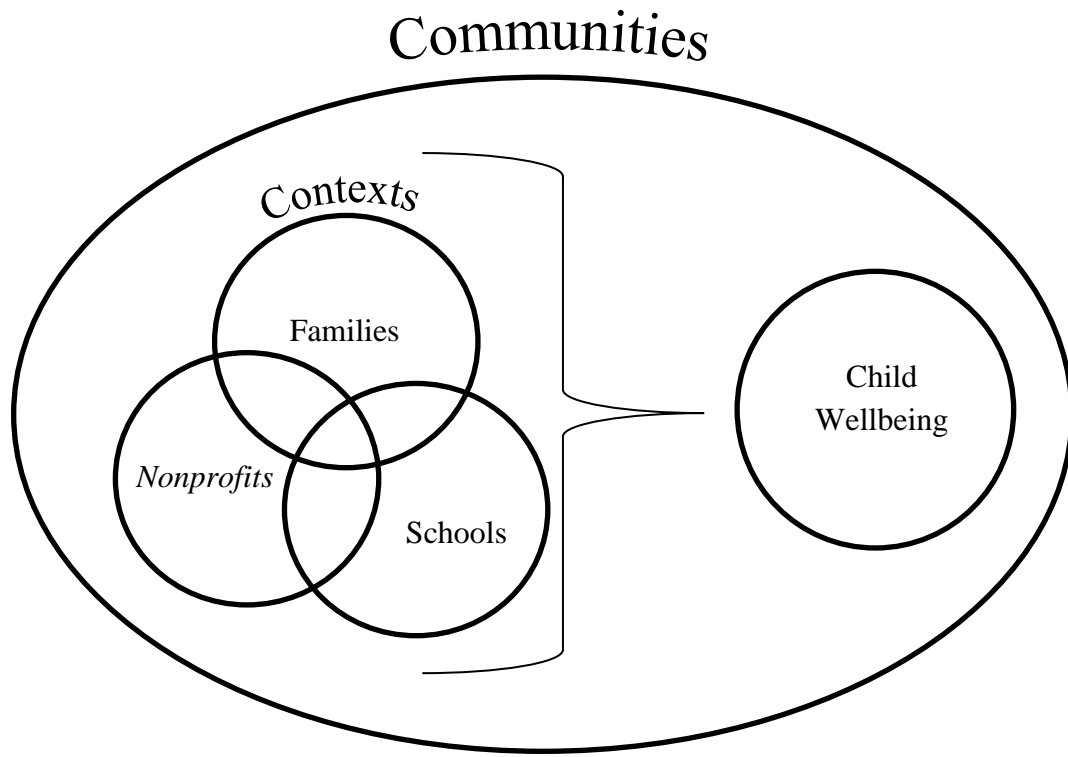 Communities
Contexts
Families
Nonprofits
Schools
Child
Wellbeing